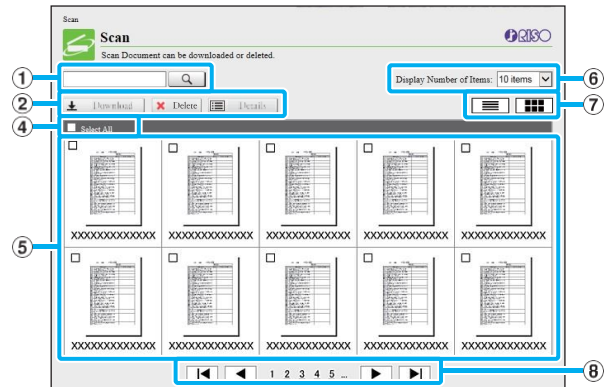 Scan
Scan
RISO
Scan Document can be downloaded or deleted.
①
Display Number of Items: 10 items
⑥
②
Download
Delete
Details
⑦
④
Select All
⑤
XXXXXXXXXXXXX XXXXXXXXXXXXX XXXXXXXXXXXXX XXXXXXXXXXXXX XXXXXXXXXXXXX
XXXXXXXXXXXXX XXXXXXXXXXXXX XXXXXXXXXXXXX XXXXXXXXXXXXX XXXXXXXXXXXXX
1 2 3 4 5 ...
⑧